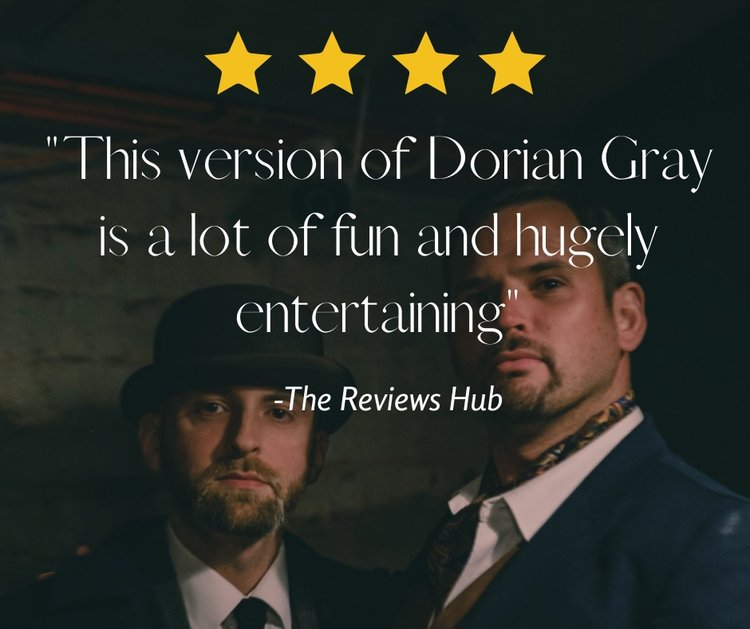 "This version of Dorian Gray
is a lot of fun and hugely
entertaining"
-The Reviews Hub